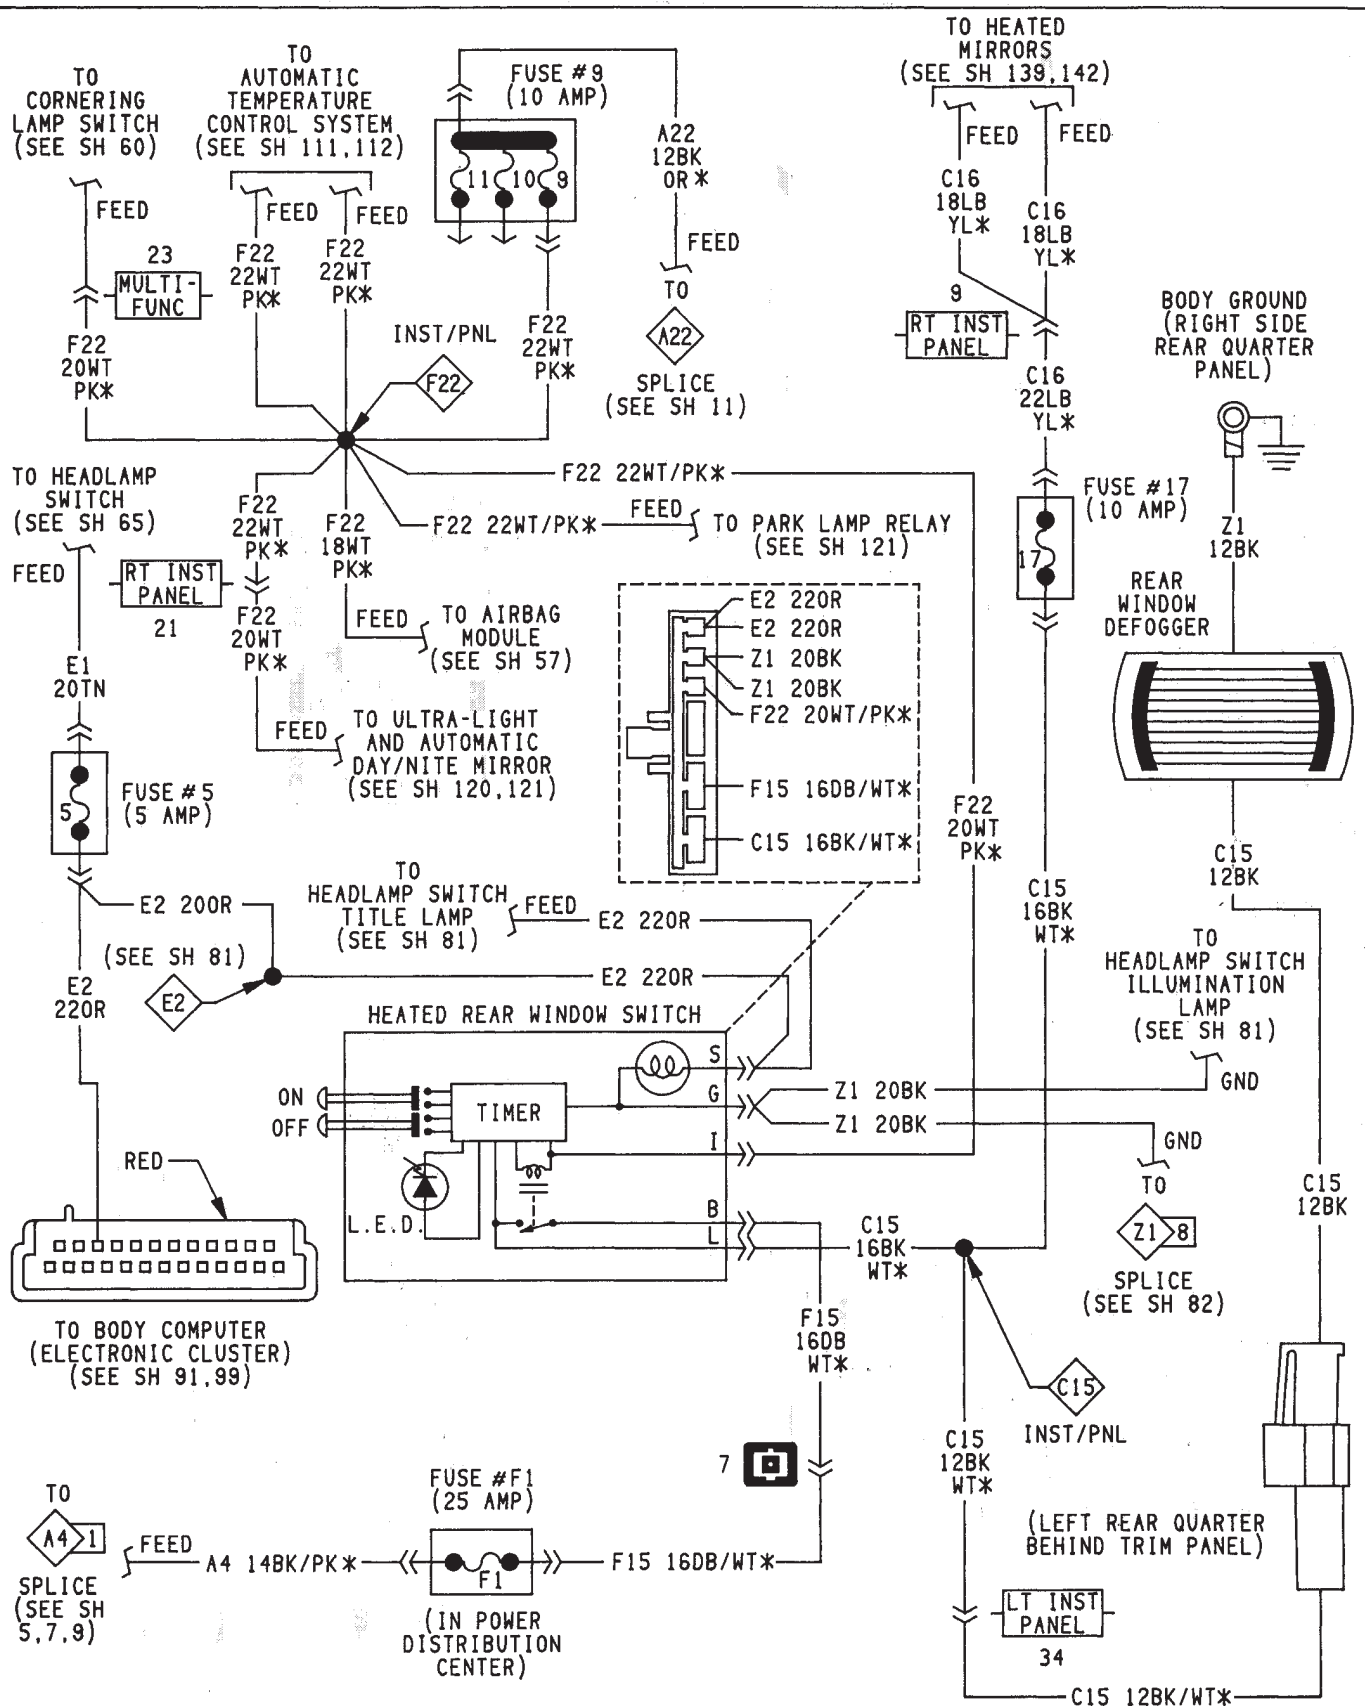 TO
CORNERING
LAMP SWITCH
(SEE SH 60)
FEED
23
MULTI-
FUNC
F22
20WT
PK*
TO
AUTOMATIC
TEMPERATURE
CONTROL SYSTEM
(SEE SH 111,112)
FEED
FEED
F22
22WT
PK*
F22
22WT
PK*
FUSE #9
(10 AMP)
11
10
9
A22
12BK
OR*
FEED
TO
A22
SPLICE
(SEE SH 11)
INST/PNL
F22
F22
22WT
PK*
TO HEATED
MIRRORS
(SEE SH 139,142)
FEED
FEED
C16
18LB
YL*
C16
18LB
YL*
9
RT INST
PANEL
C16
22LB
YL*
BODY GROUND
(RIGHT SIDE
REAR QUARTER
PANEL)
Z1
12BK
FUSE #17
(10 AMP)
17
REAR
WINDOW
DEFOGGER
TO HEADLAMP
SWITCH
(SEE SH 65)
FEED
RT INST
PANEL
21
F22
22WT
PK*
F22
20WT
PK*
F22
18WT
PK*
F22 22WT/PK*
F22 22WT/PK*
FEED
TO PARK LAMP RELAY
(SEE SH 121)
FEED
TO AIRBAG
MODULE
(SEE SH 57)
FEED
TO ULTRA-LIGHT
AND AUTOMATIC
DAY/NITE MIRROR
(SEE SH 120,121)
E1
20TN
FUSE #5
(5 AMP)
5
E2 22OR
E2 22OR
Z1 20BK
Z1 20BK
F22 20WT/PK*
F15 16DB/WT*
C15 16BK/WT*
F22
20WT
PK*
C15
16BK
WT*
C15
12BK
E2 20OR
(SEE SH 81)
E2
E2
22OR
TO
HEADLAMP SWITCH
TITLE LAMP
(SEE SH 81)
FEED
E2 22OR
E2 22OR
TO
HEADLAMP SWITCH
ILLUMINATION
LAMP
(SEE SH 81)
GND
HEATED REAR WINDOW SWITCH
ON
OFF
TIMER
L.E.D.
S
G
I
B
L
Z1 20BK
Z1 20BK
GND
TO
Z1
8
SPLICE
(SEE SH 82)
C15
12BK
RED
TO BODY COMPUTER
(ELECTRONIC CLUSTER)
(SEE SH 91,99)
C15
16BK
WT*
F15
16DB
WT*
C15
INST/PNL
C15
12BK
WT*
7
FUSE #F1
(25 AMP)
F1
(IN POWER
DISTRIBUTION
CENTER)
TO
A4
1
FEED
SPLICE
(SEE SH
5,7,9)
A4 14BK/PK*
F15 16DB/WT*
(LEFT REAR QUARTER
BEHIND TRIM PANEL)
LT INST
PANEL
34
C15 12BK/WT*